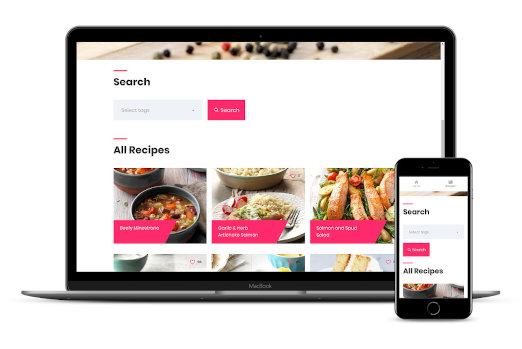 Search
Select tags
Search
All Recipes
Beefy Minestrone
Garlic & Herb
Artichoke Salmon
Salmon and Spud
Salad
MacBook
Search
Select tags
Search
All Recipes